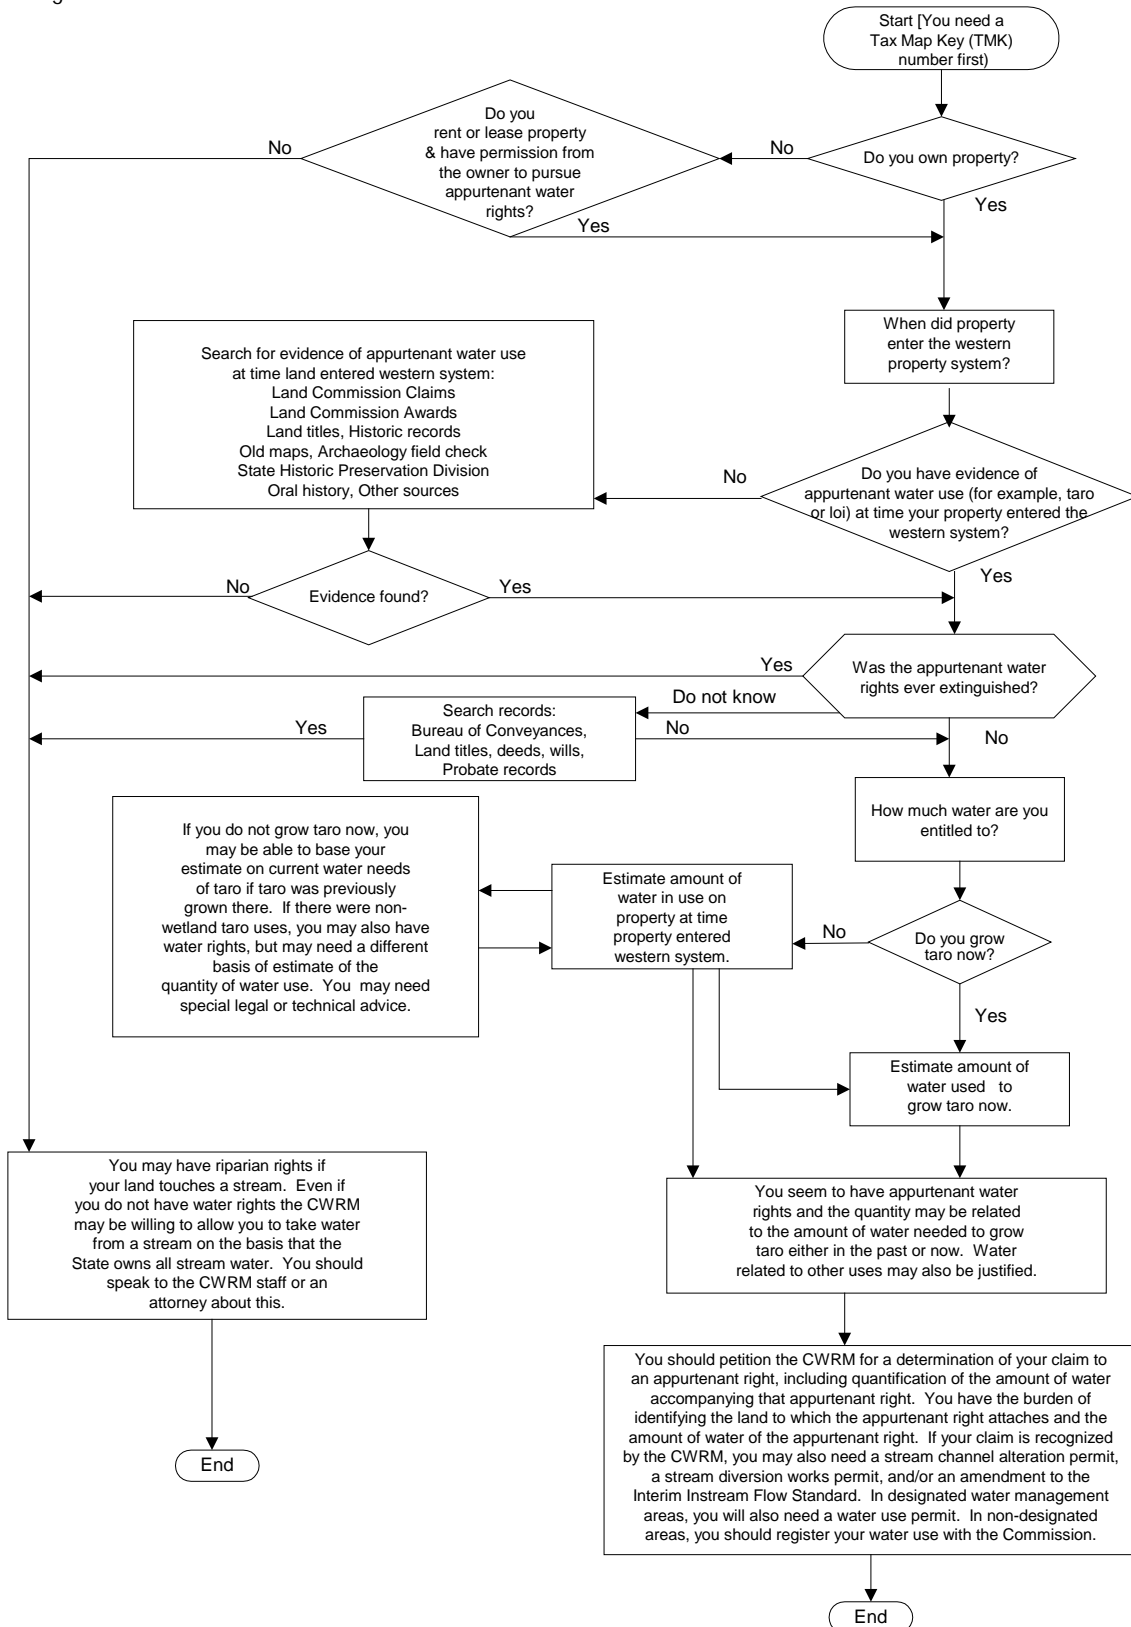 Start [You need a
Tax Map Key (TMK)
number first)
Do you own property?
No
Yes
Do you
rent or lease property
& have permission from
the owner to pursue
appurtenant water
rights?
No
Yes
When did property
enter the western
property system?
Do you have evidence of
appurtenant water use (for example, taro
or loi) at time your property entered the
western system?
No
Yes
Search for evidence of appurtenant water use
at time land entered western system:
Land Commission Claims
Land Commission Awards
Land titles, Historic records
Old maps, Archaeology field check
State Historic Preservation Division
Oral history, Other sources
Evidence found?
No
Yes
Was the appurtenant water
rights ever extinguished?
Yes
Do not know
No
Search records:
Bureau of Conveyances,
Land titles, deeds, wills,
Probate records
Yes
No
How much water are you
entitled to?
Do you grow
taro now?
No
Yes
Estimate amount of
water in use on
property at time
property entered
western system.
If you do not grow taro now, you
may be able to base your
estimate on current water needs
of taro if taro was previously
grown there.  If there were non-
wetland taro uses, you may also have
water rights, but may need a different
basis of estimate of the
quantity of water use.  You  may need
special legal or technical advice.
Estimate amount of
water used   to
grow taro now.
You may have riparian rights if
your land touches a stream.  Even if
you do not have water rights the CWRM
may be willing to allow you to take water
from a stream on the basis that the
State owns all stream water.  You should
speak to the CWRM staff or an
attorney about this.
End
You seem to have appurtenant water
rights and the quantity may be related
to the amount of water needed to grow
taro either in the past or now.  Water
related to other uses may also be justified.
You should petition the CWRM for a determination of your claim to
an appurtenant right, including quantification of the amount of water
accompanying that appurtenant right.  You have the burden of
identifying the land to which the appurtenant right attaches and the
amount of water of the appurtenant right.  If your claim is recognized
by the CWRM, you may also need a stream channel alteration permit,
a stream diversion works permit, and/or an amendment to the
Interim Instream Flow Standard.  In designated water management
areas, you will also need a water use permit.  In non-designated
areas, you should register your water use with the Commission.
End